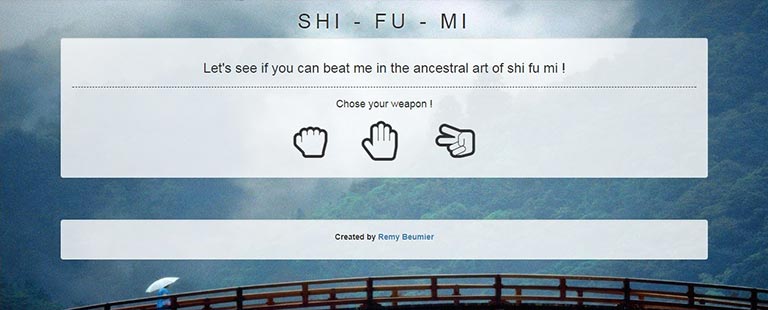 SHI - FU - MI
Let's see if you can beat me in the ancestral art of shi fu mi !
Chose your weapon !
Created by Remy Beumier